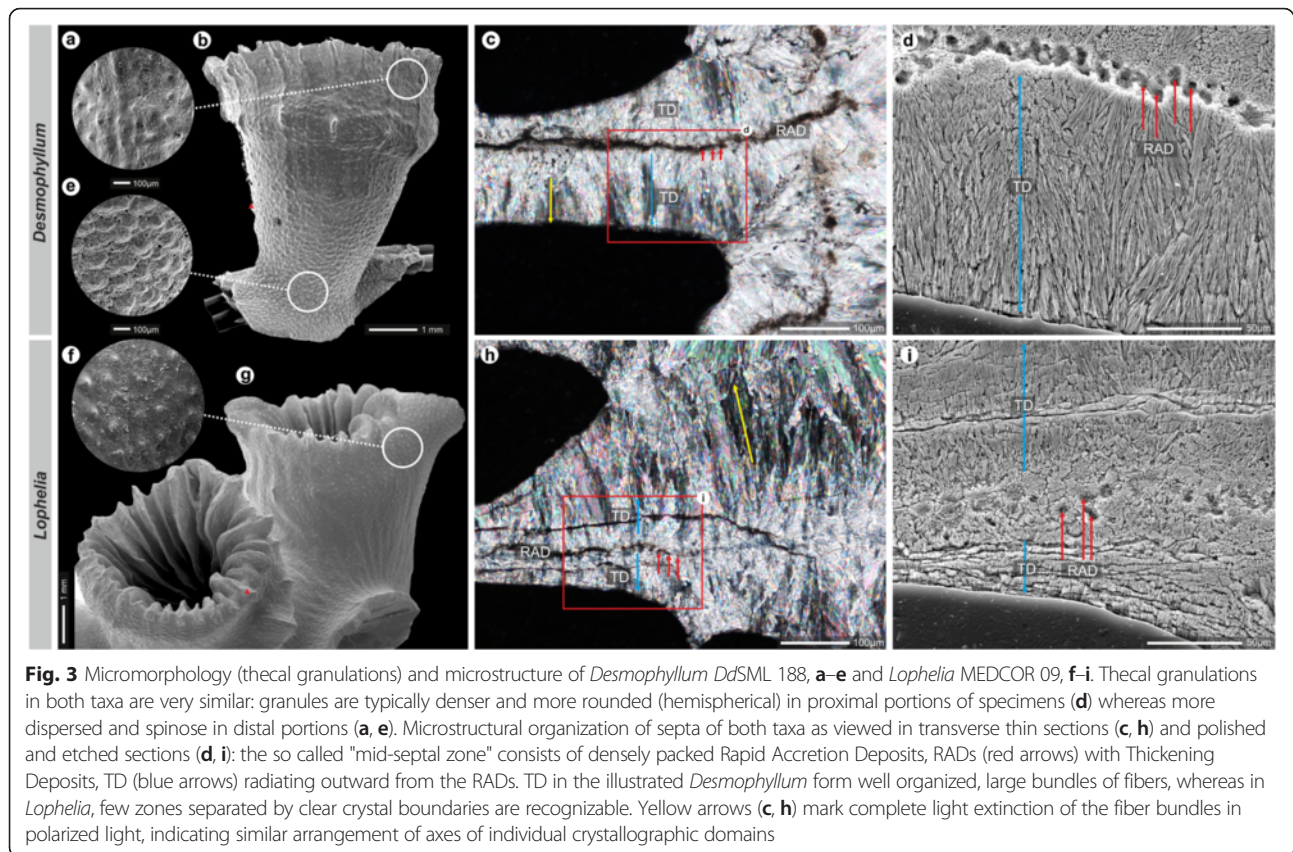 Desmophyllum
Lophelia
a
b
100µm
e
100µm
1 mm
c
TD
RAD
d
TD
100µm
d
RAD
TD
50µm
f
g
1 mm
h
TD
i
RAD
TD
100µm
i
TD
RAD
TD
50µm
Fig. 3 Micromorphology (thecal granulations) and microstructure of Desmophyllum DdSML 188, a–e and Lophelia MEDCOR 09, f–i. Thecal granulations
in both taxa are very similar: granules are typically denser and more rounded (hemispherical) in proximal portions of specimens (d) whereas more
dispersed and spinose in distal portions (a, e). Microstructural organization of septa of both taxa as viewed in transverse thin sections (c, h) and polished
and etched sections (d, i): the so called "mid-septal zone" consists of densely packed Rapid Accretion Deposits, RADs (red arrows) with Thickening
Deposits, TD (blue arrows) radiating outward from the RADs. TD in the illustrated Desmophyllum form well organized, large bundles of fibers, whereas in
Lophelia, few zones separated by clear crystal boundaries are recognizable. Yellow arrows (c, h) mark complete light extinction of the fiber bundles in
polarized light, indicating similar arrangement of axes of individual crystallographic domains